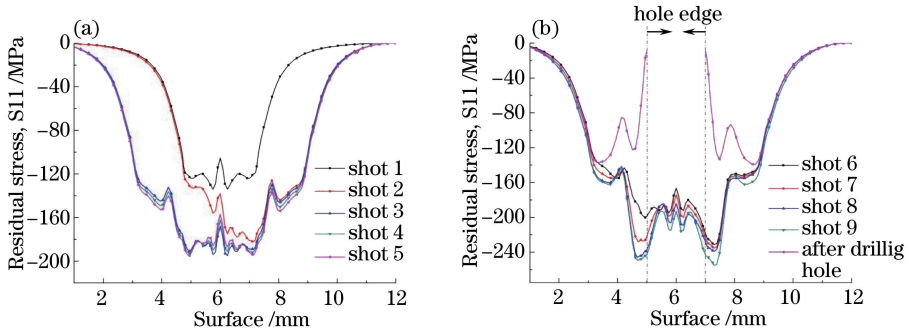 (a)
Residual stress, S11 /MPa
0
−40
−80
−120
−160
−200
2
4
6
8
10
12
Surface /mm
shot 1
shot 2
shot 3
shot 4
shot 5
(b)
hole edge
Residual stress, S11 /MPa
0
−40
−80
−120
−160
−200
−240
2
4
6
8
10
12
Surface /mm
shot 6
shot 7
shot 8
shot 9
after drillig
hole